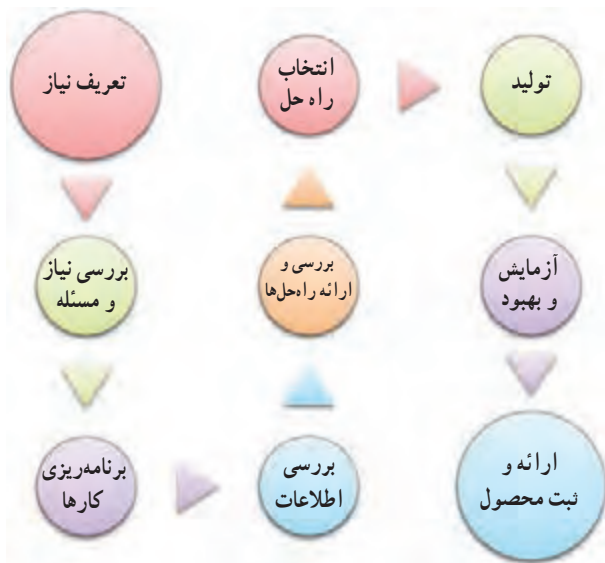 تعریف نیاز
بررسی نیاز
و مسئله
برنامه‌ریزی
کارها
بررسی
اطلاعات
بررسی و
ارائه راه‌حل‌ها
انتخاب
راه حل
تولید
آزمایش
و بهبود
ارائه و
ثبت محصول